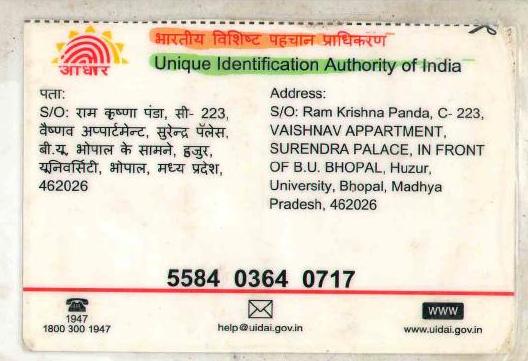 भारतीय विशिष्ट पहचान प्राधिकरण
Unique Identification Authority of India
आधार
पता:
S/O: राम कृष्णा पंडा, सी- 223,
वैष्णव अप्पार्टमेन्ट, सुरेन्द्र पॅलेस,
बी.यू. भोपाल के सामने, हुजुर,
यूनिवर्सिटी, भोपाल, मध्य प्रदेश,
462026
Address:
S/O: Ram Krishna Panda, C- 223,
VAISHNAV APPARTMENT,
SURENDRA PALACE, IN FRONT
OF B.U. BHOPAL, Huzur,
University, Bhopal, Madhya
Pradesh, 462026
5584 0364 0717
1947
1800 300 1947
help@uidai.gov.in
WWW
www.uidai.gov.in